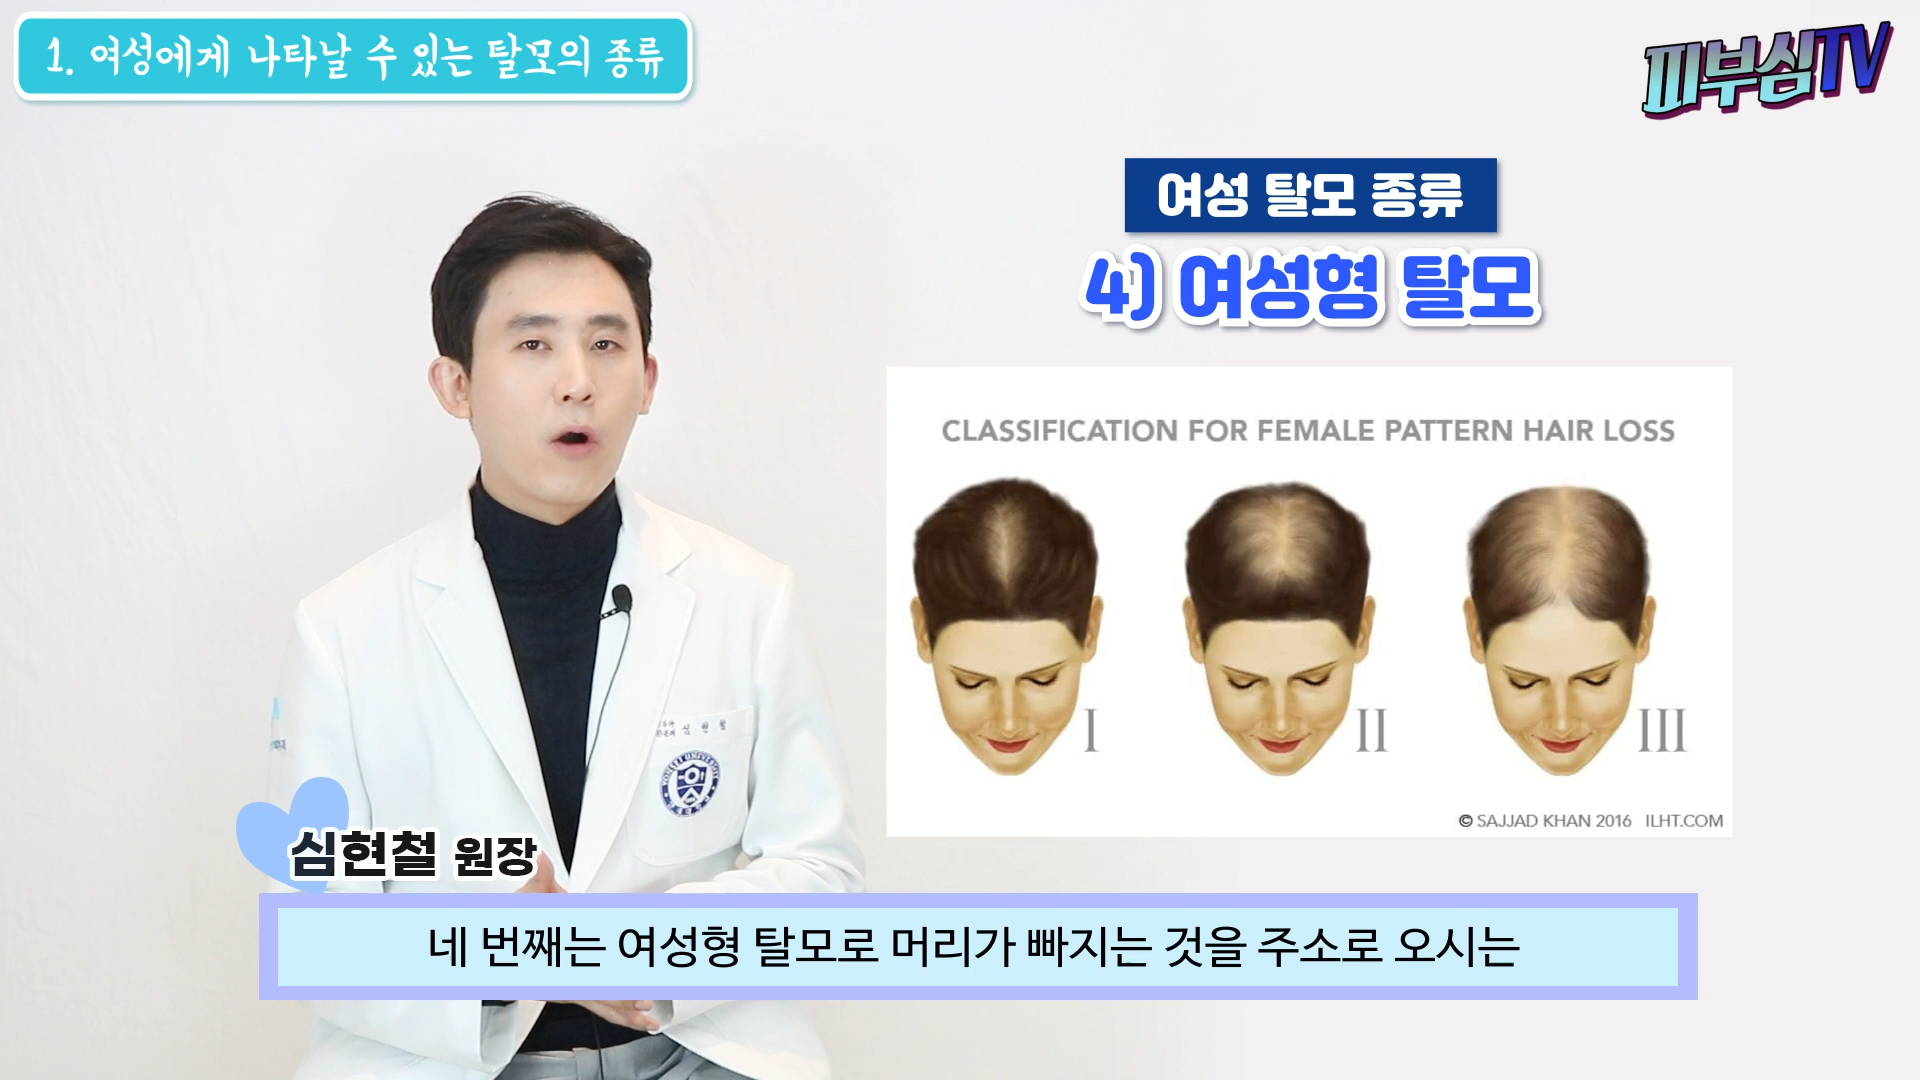 1. 여성에게 나타날 수 있는 탈모의 종류
피부심TV
여성 탈모 종류
4) 여성형 탈모
CLASSIFICATION FOR FEMALE PATTERN HAIR LOSS
I
II
III
© SAJJAD KHAN 2016 ILHT.COM
심현철
심현철 원장
네 번째는 여성형 탈모로 머리가 빠지는 것을 주소로 오시는